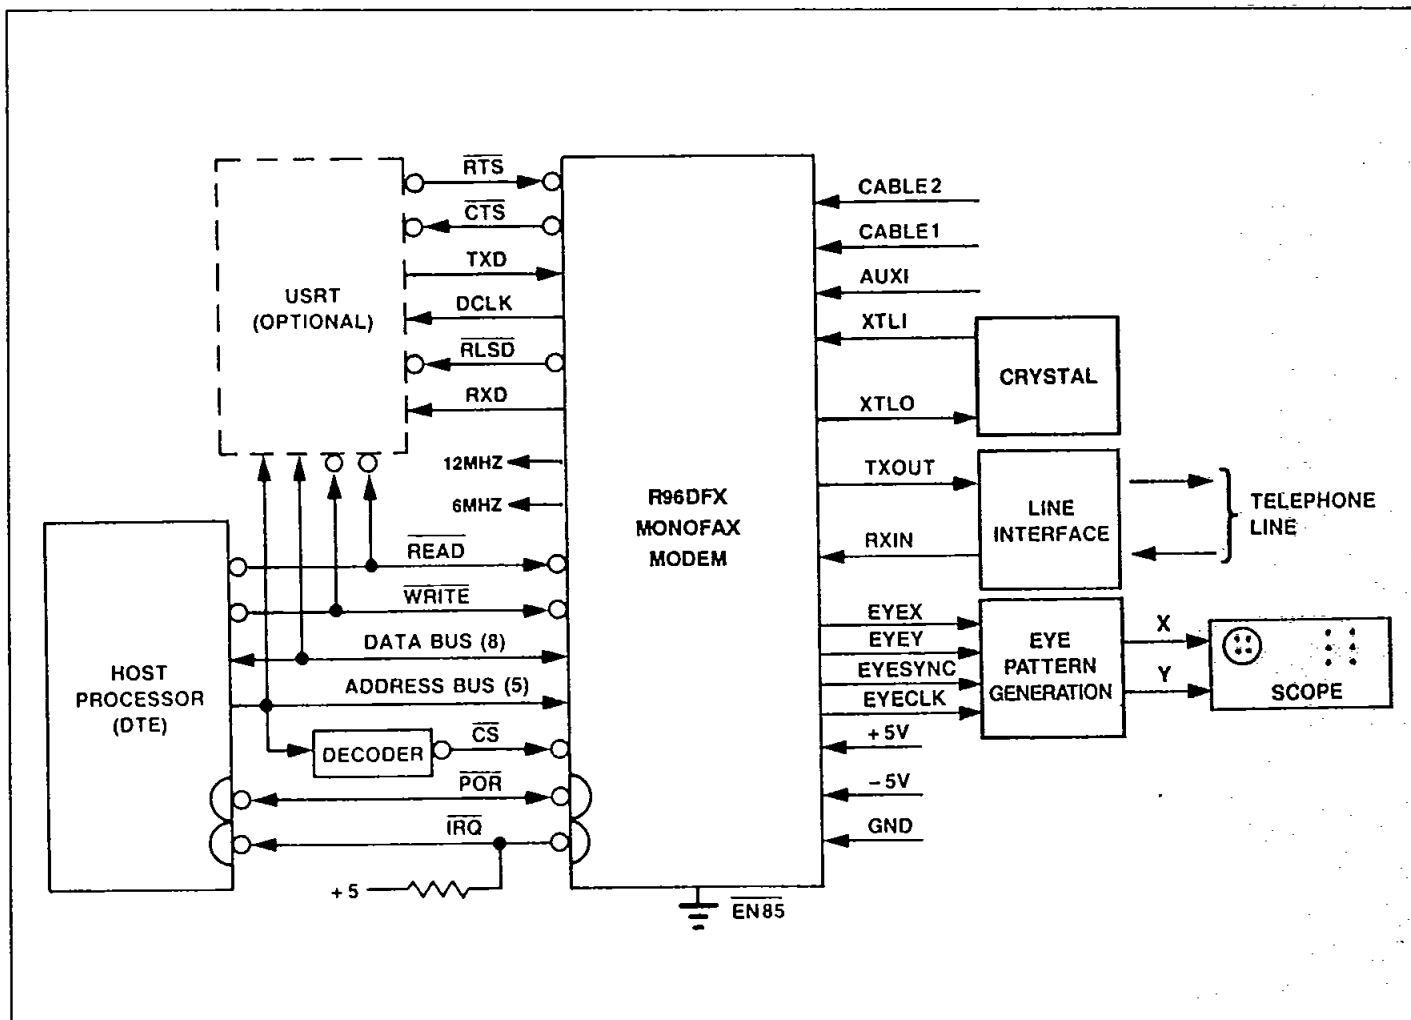 RTS
CTS
TXD
DCLK
RLSD
RXD
USRT
(OPTIONAL)
12MHZ
6MHZ
READ
WRITE
DATA BUS (8)
ADDRESS BUS (5)
HOST
PROCESSOR
(DTE)
DECODER
CS
POR
IRQ
+5
R96DFX
MONOFAX
MODEM
EN85
CABLE2
CABLE1
AUXI
XTLI
XTLO
CRYSTAL
TXOUT
RXIN
LINE
INTERFACE
TELEPHONE
LINE
EYEX
EYEY
EYESYNC
EYECLK
EYE
PATTERN
GENERATION
X
Y
SCOPE
+5V
−5V
GND